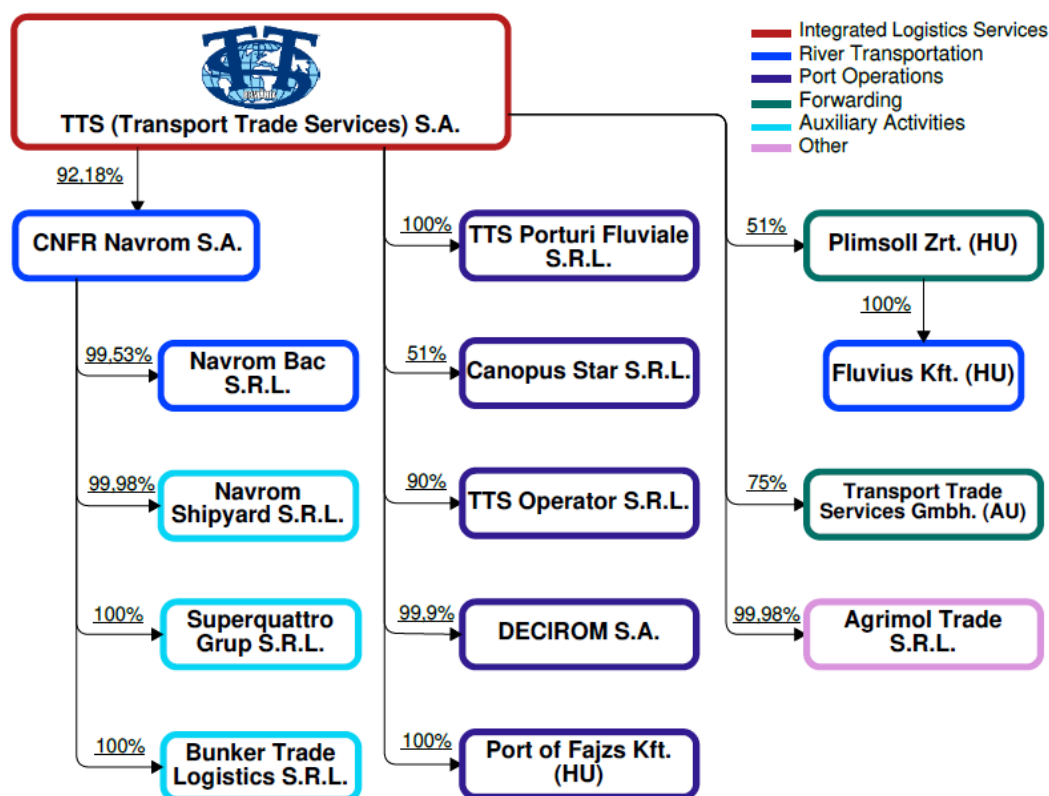 TTS
TTS (Transport Trade Services) S.A.
Integrated Logistics Services
River Transportation
Port Operations
Forwarding
Auxiliary Activities
Other
92,18%
CNFR Navrom S.A.
99,53%
Navrom Bac
S.R.L.
99,98%
Navrom
Shipyard S.R.L.
100%
Superquattro
Grup S.R.L.
100%
Bunker Trade
Logistics S.R.L.
100%
TTS Porturi Fluviale
S.R.L.
51%
Canopus Star S.R.L.
90%
TTS Operator S.R.L.
99,9%
DECIROM S.A.
100%
Port of Fajzs Kft.
(HU)
51%
Plimsoll Zrt. (HU)
100%
Fluvius Kft. (HU)
75%
Transport Trade
Services Gmbh. (AU)
99,98%
Agrimol Trade
S.R.L.